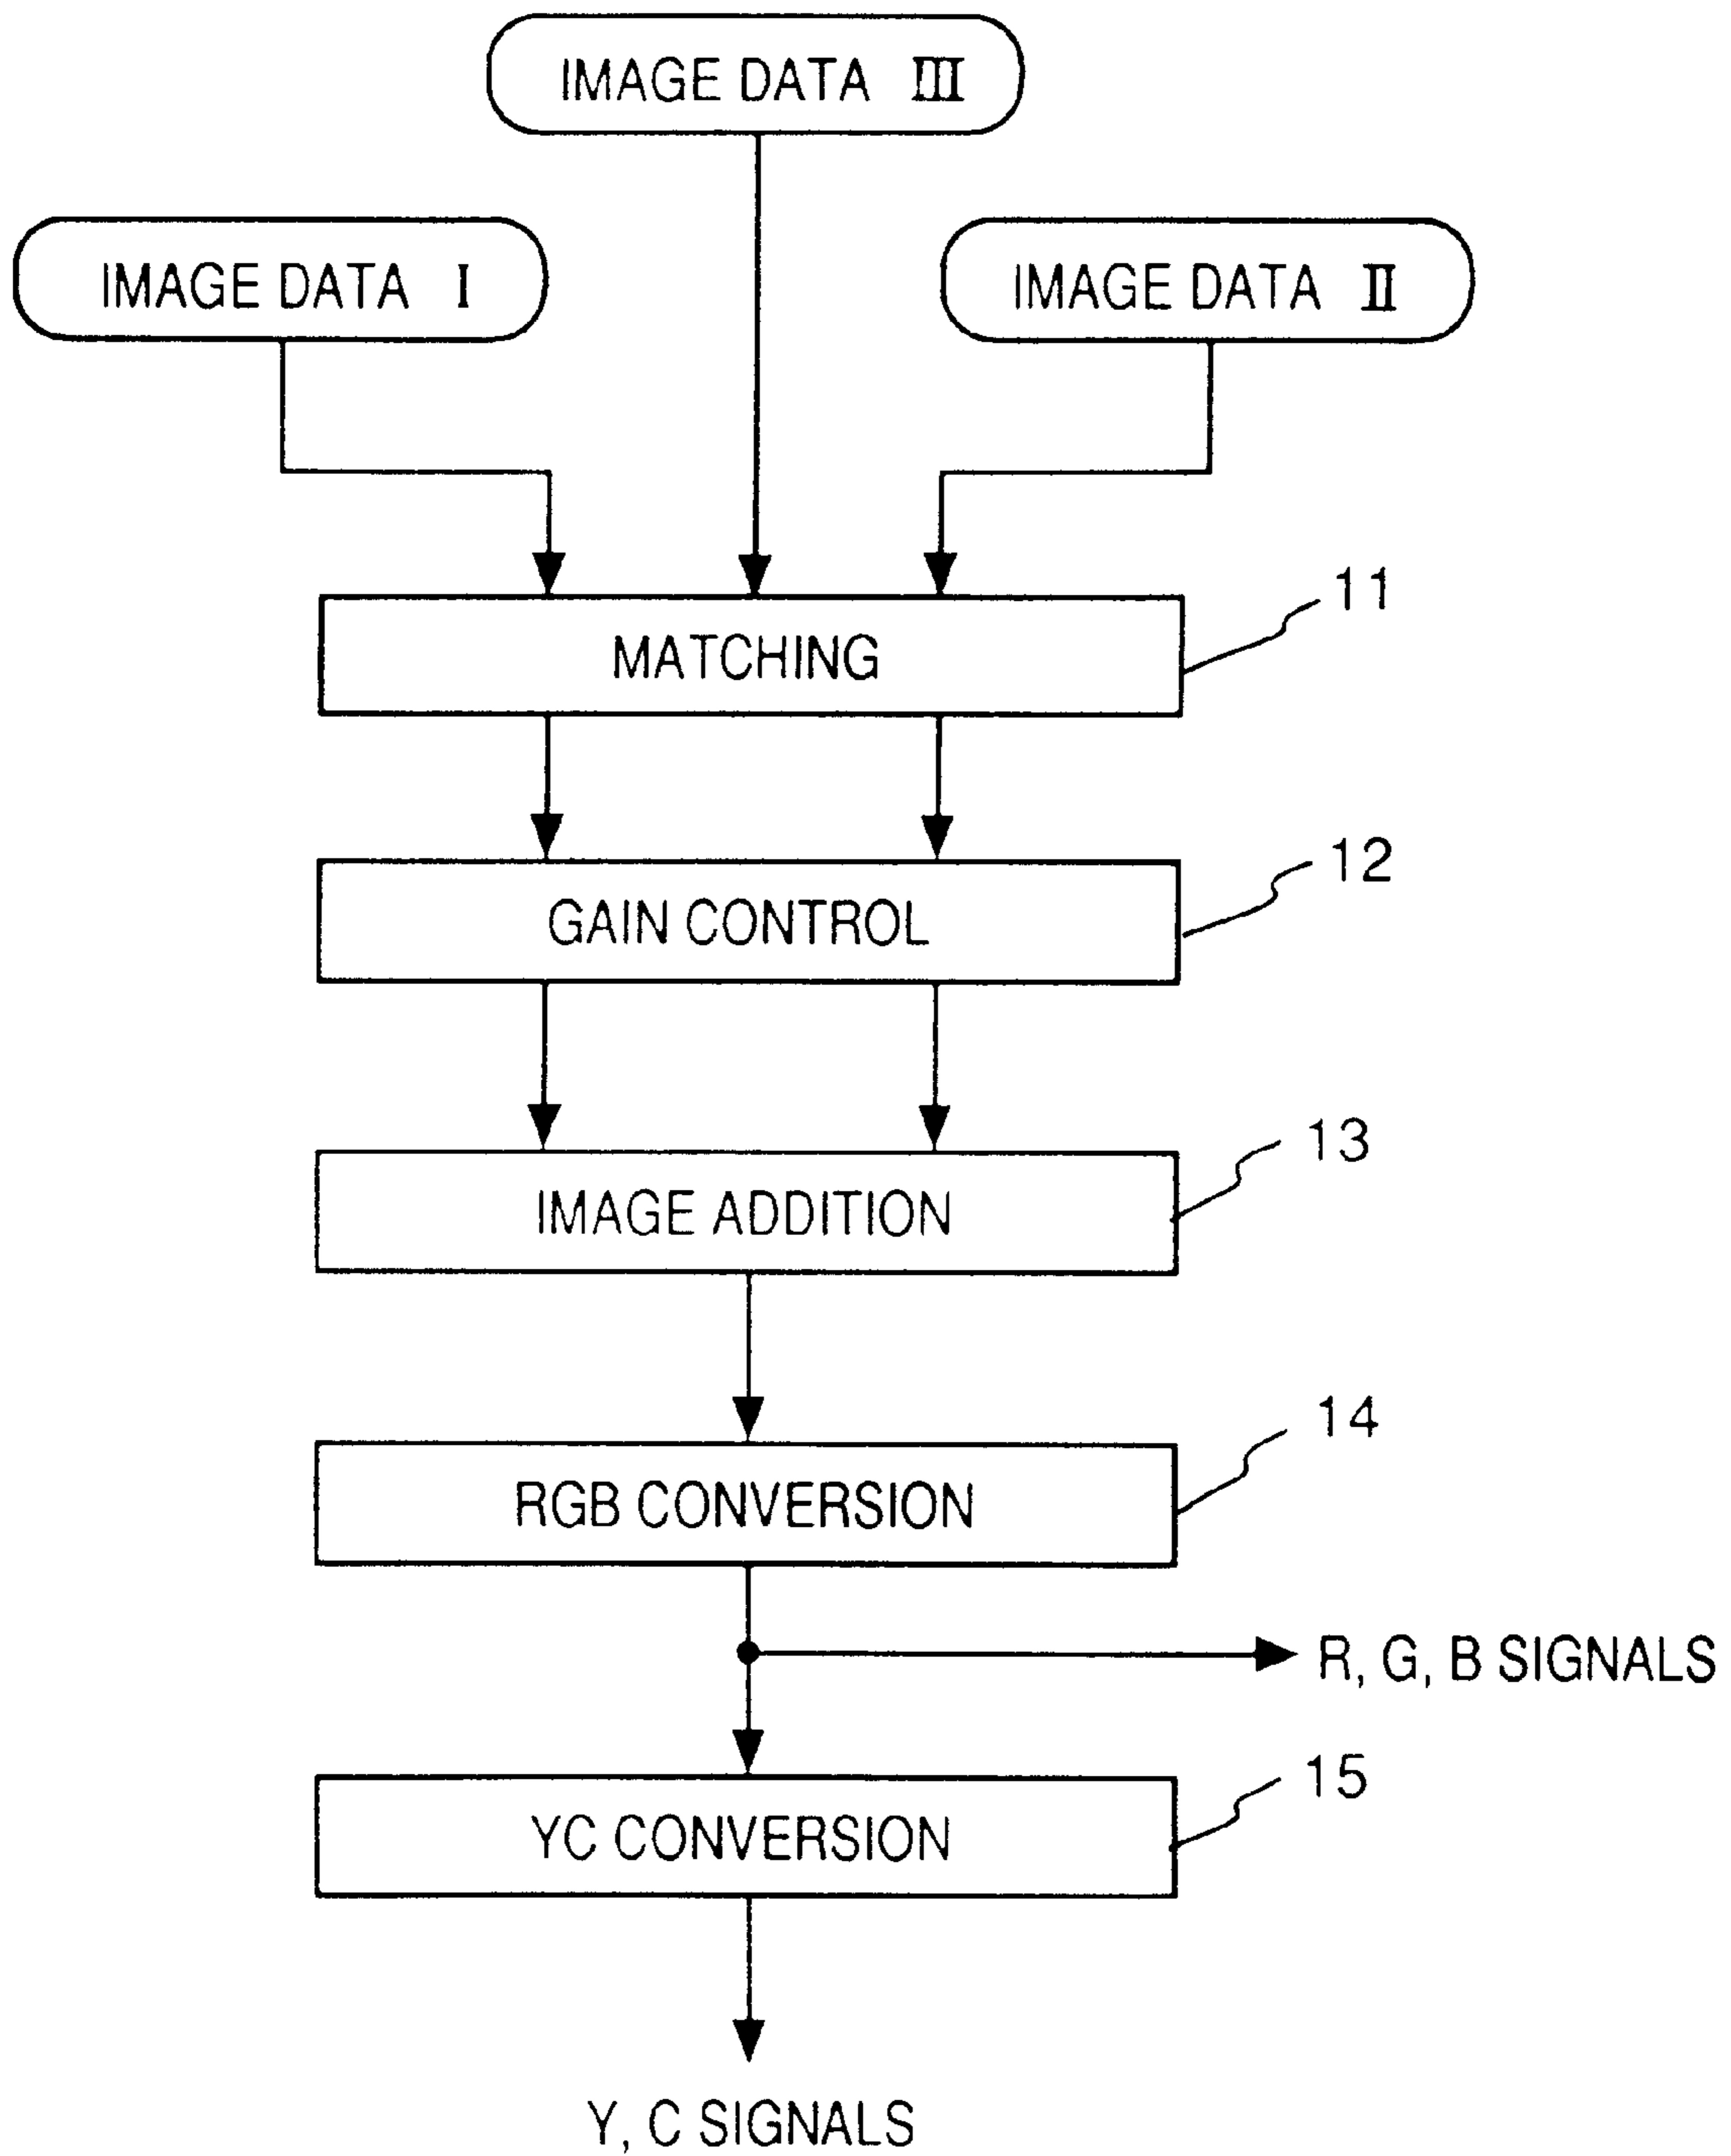 IMAGE DATA III
IMAGE DATA I
IMAGE DATA II
11
MATCHING
12
GAIN CONTROL
13
IMAGE ADDITION
14
RGB CONVERSION
R, G, B SIGNALS
15
YC CONVERSION
Y, C SIGNALS